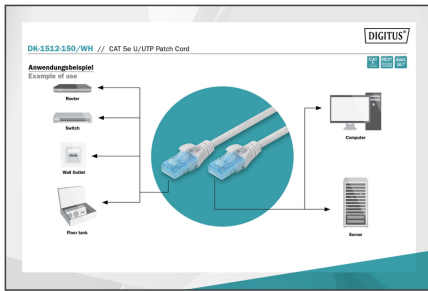 DIGITUS®
DK-1512-150/WH // CAT 5e U/UTP Patch Cord
Anwendungsbeispiel
Example of use
Router
Switch
Wall Outlet
Floor tank
Computer
Server